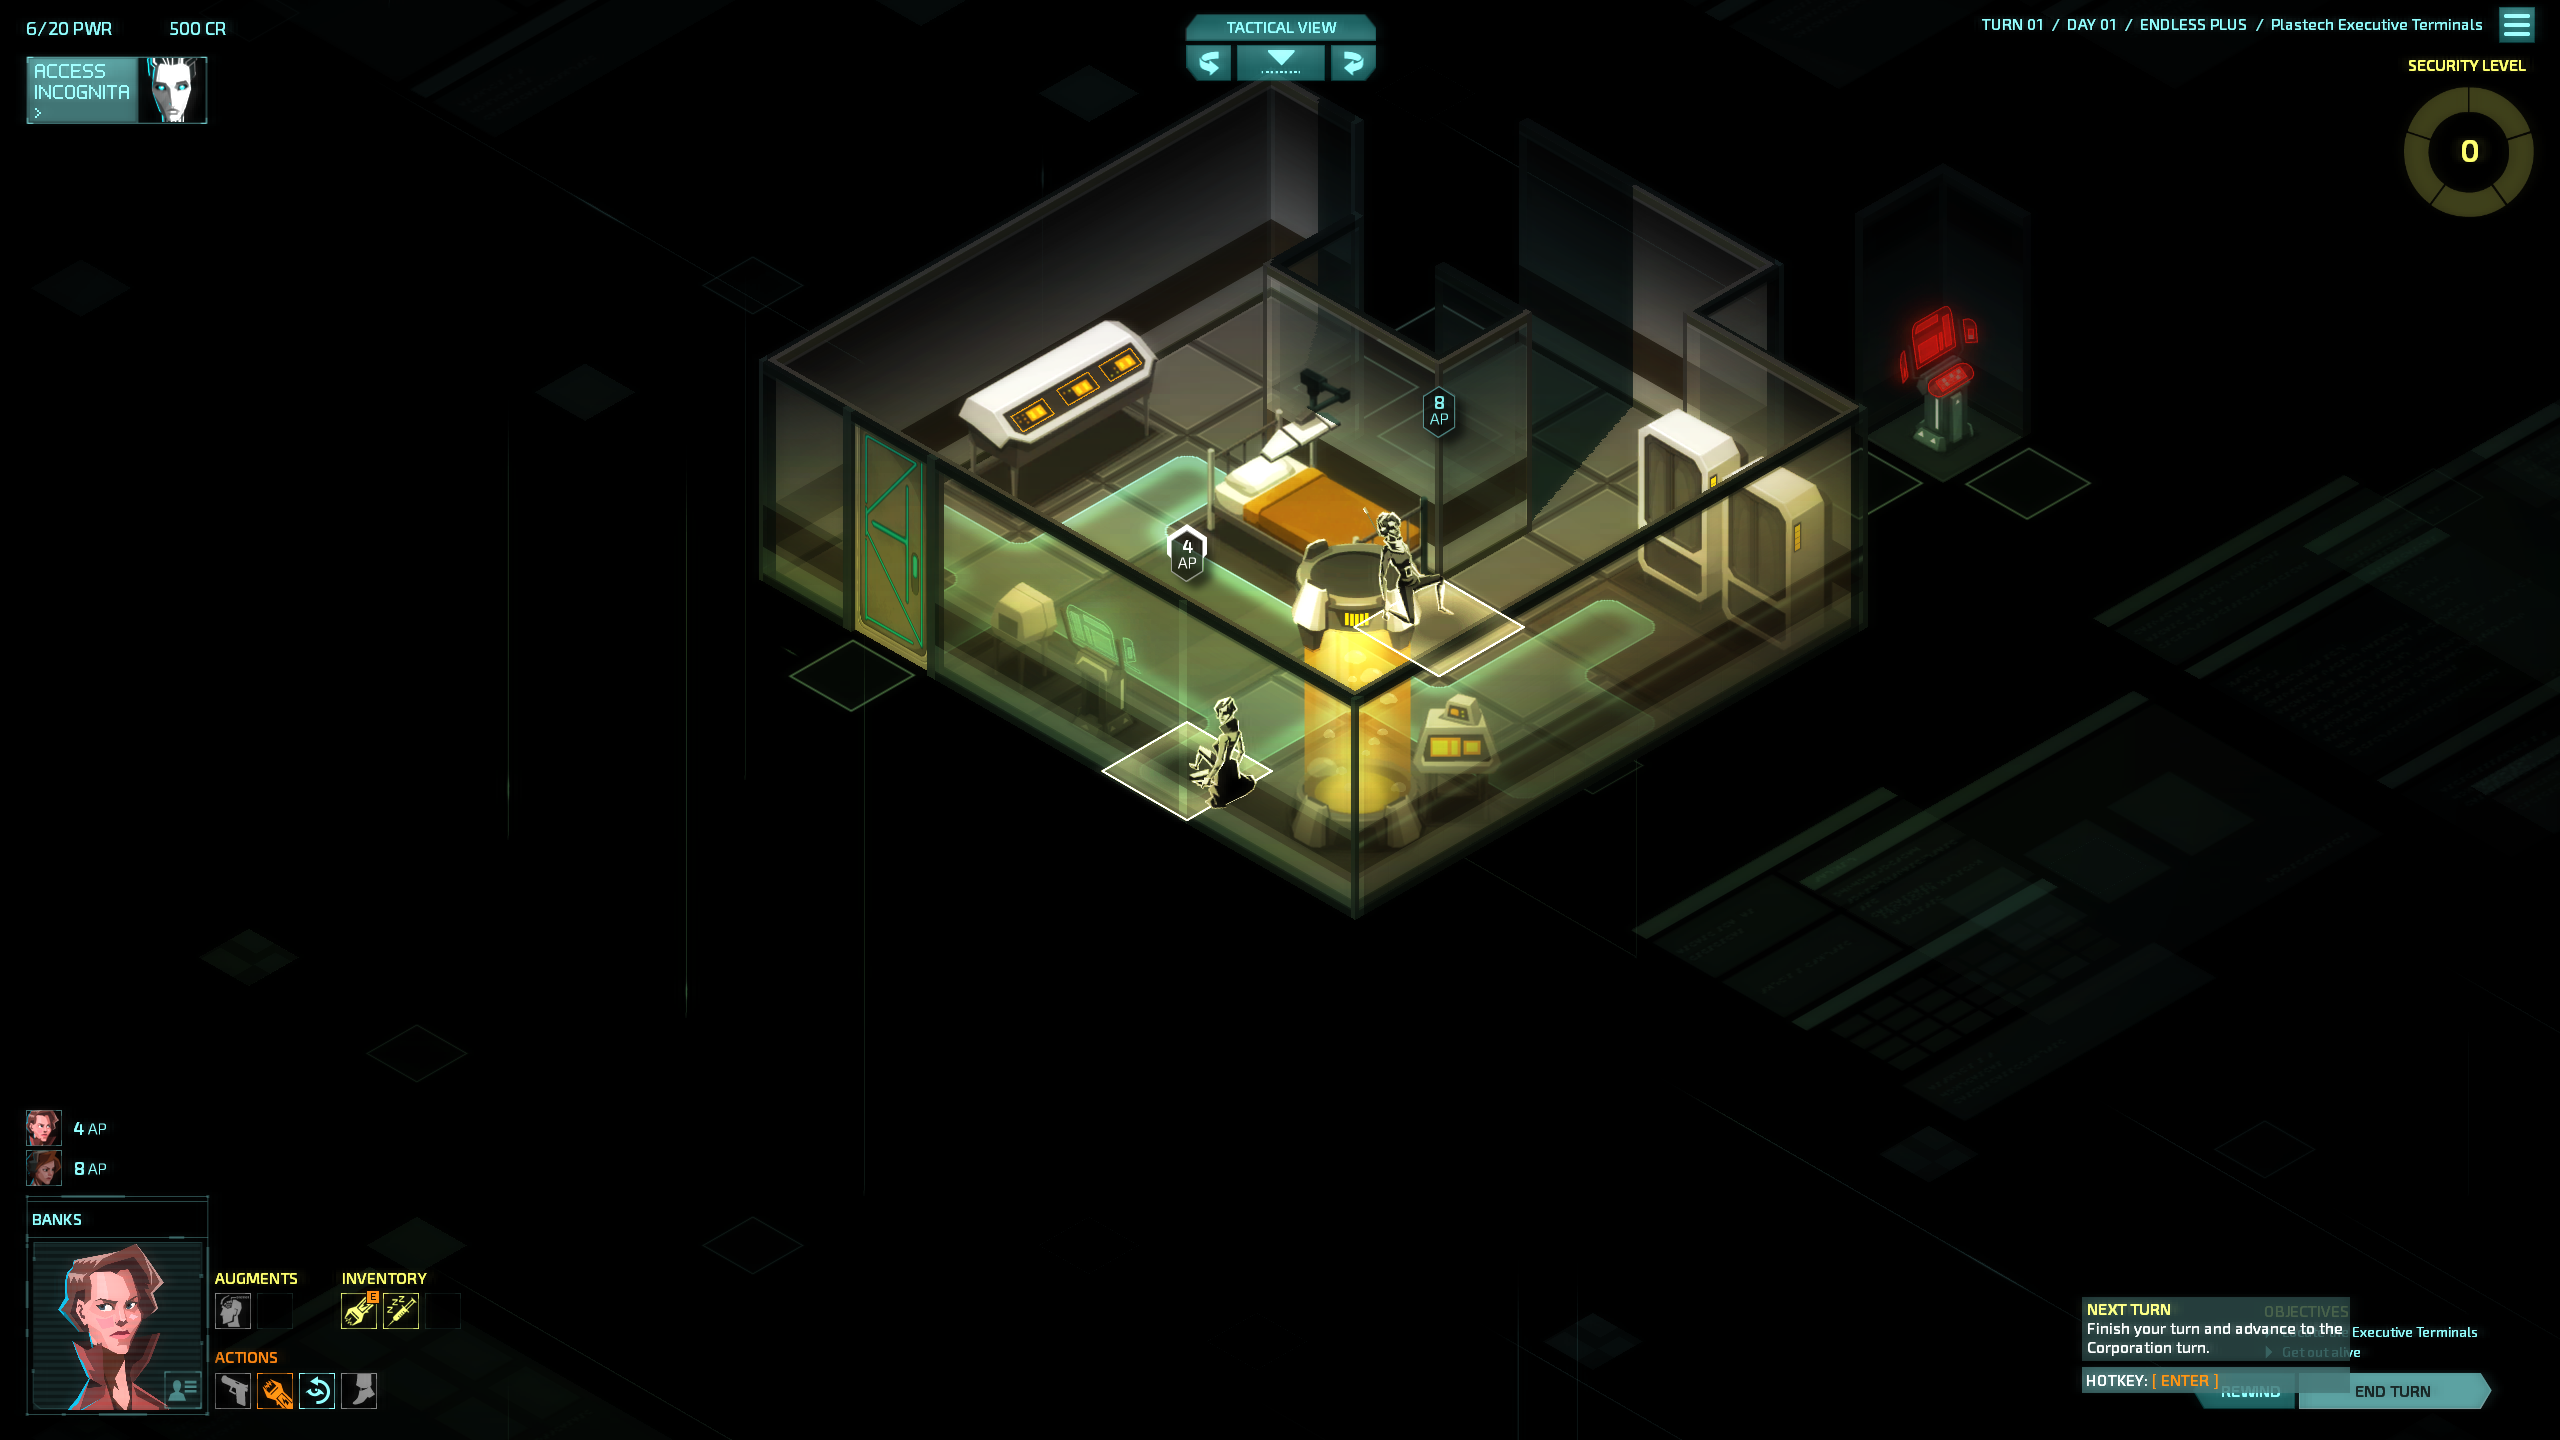 6/20 PWR
500 CR
TACTICAL VIEW
TURN 01 / DAY 01 / ENDLESS PLUS / Plastech Executive Terminals
ACCESS
INCOGNITA
>
SECURITY LEVEL
0
8
AP
4
AP
4 AP
8 AP
BANKS
AUGMENTS
INVENTORY
E
zzz
ACTIONS
NEXT TURN
Finish your turn and advance to the
Corporation turn.
HOTKEY: [ ENTER ]
OBJECTIVES
Executive Terminals
Get out alive
REWIND
END TURN